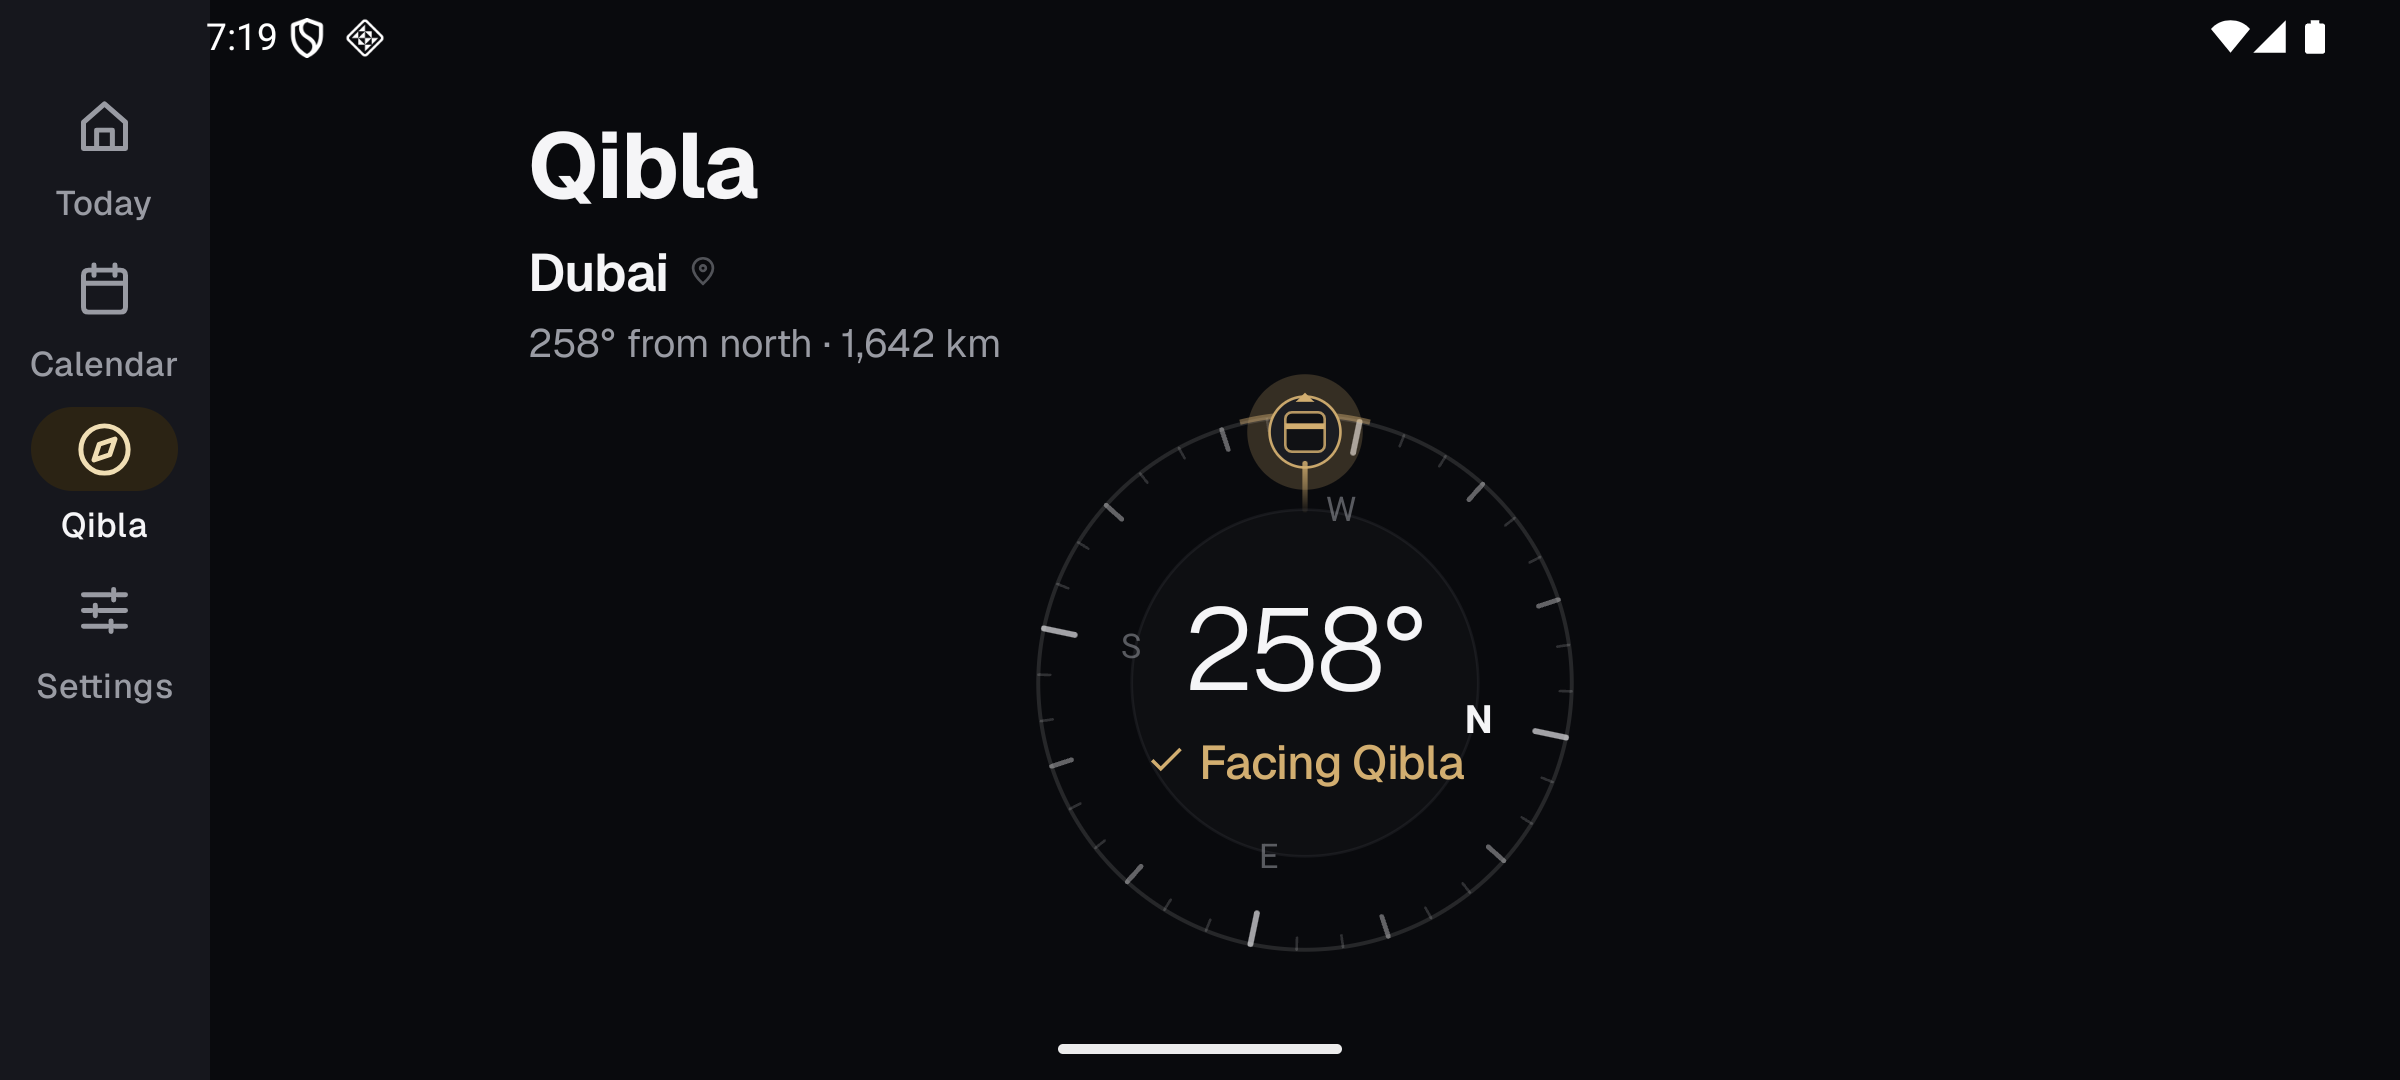 7:19
Today
Calendar
Qibla
Settings
Qibla
Dubai
258° from north · 1,642 km
W
S
258°
N
Facing Qibla
E